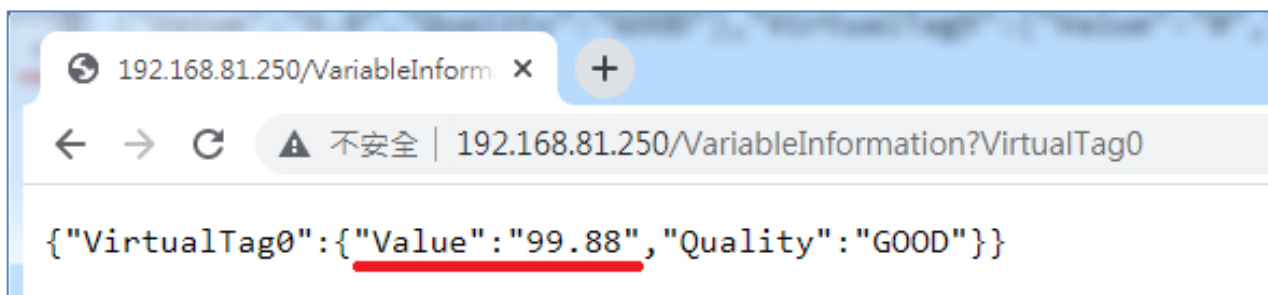 192.168.81.250/VariableInform
不安全 | 192.168.81.250/VariableInformation?VirtualTag0
{"VirtualTag0":{"Value":"99.88","Quality":"GOOD"}}